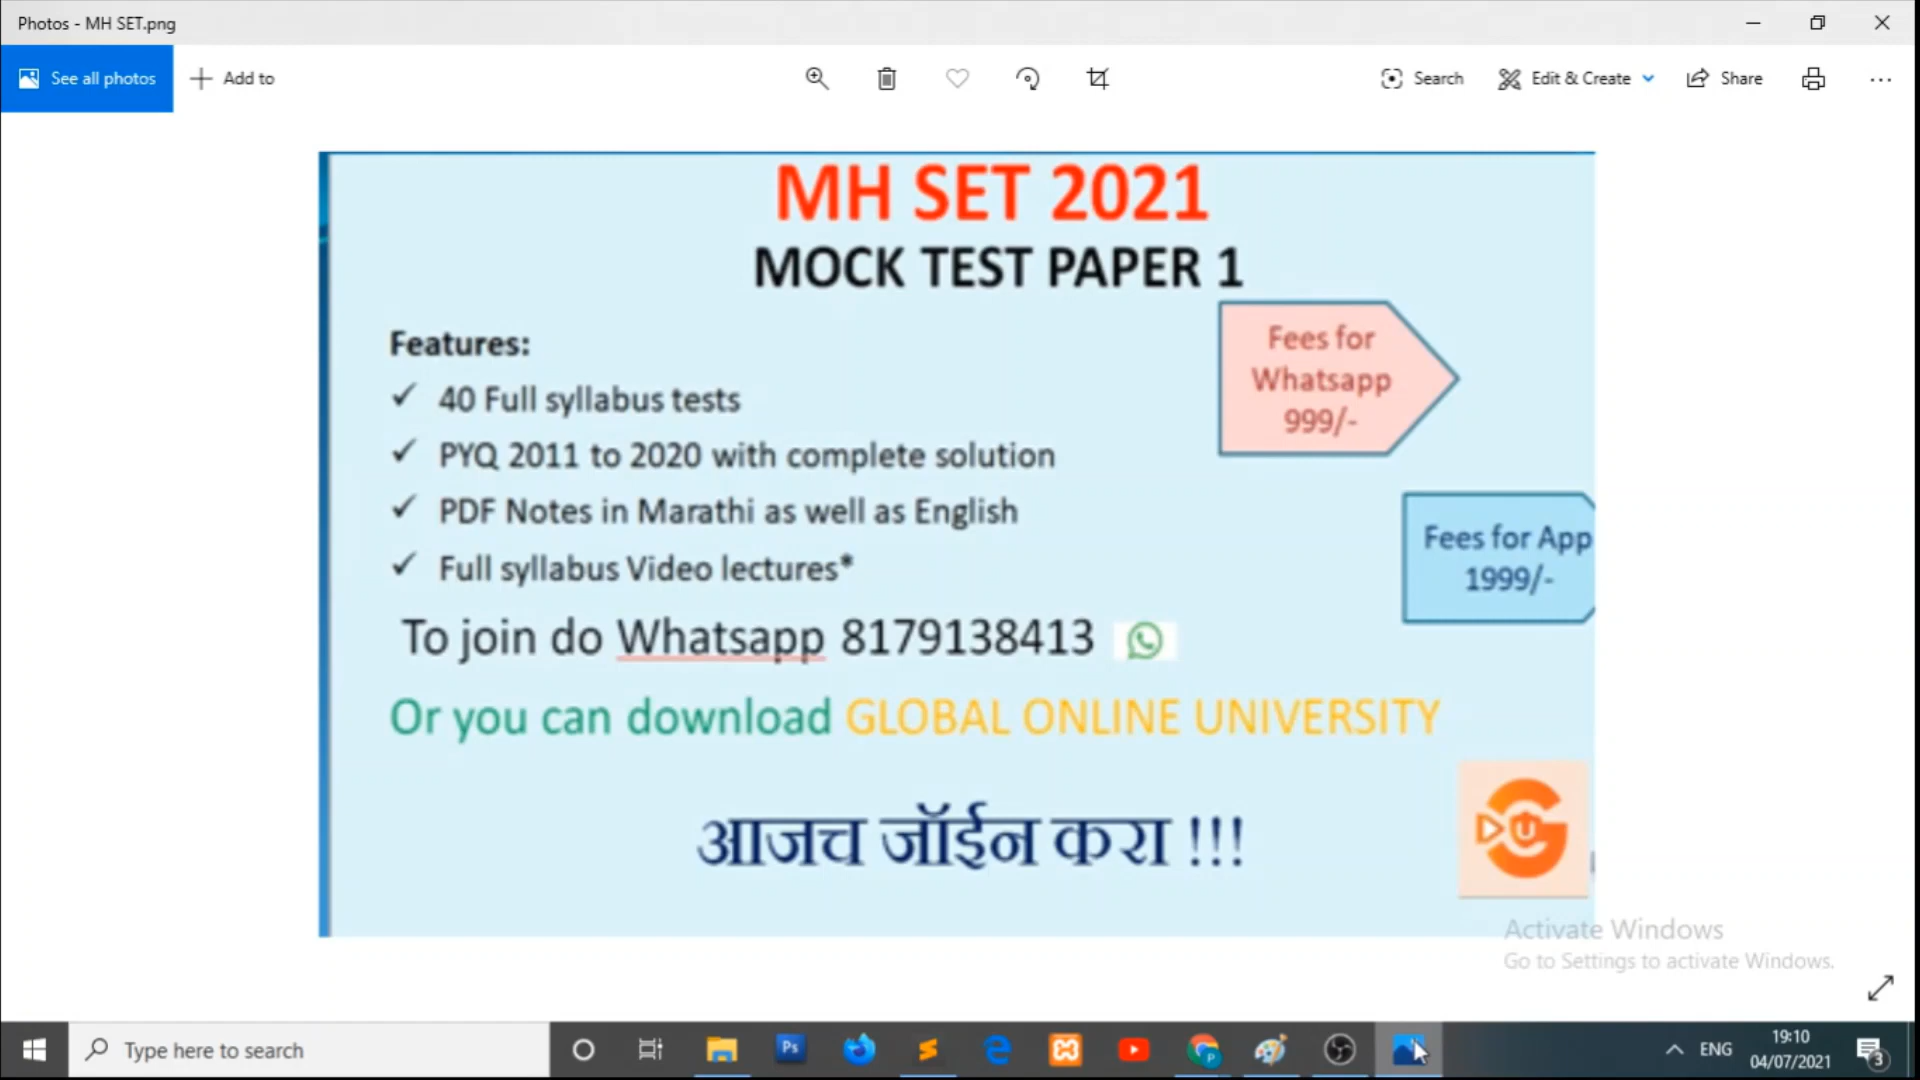 Photos - MH SET.png
See all photos
Add to
Search
Edit & Create
Share
MH SET 2021
MOCK TEST PAPER 1
Features:
✓ 40 Full syllabus tests
✓ PYQ 2011 to 2020 with complete solution
✓ PDF Notes in Marathi as well as English
✓ Full syllabus Video lectures*
Fees for
Whatsapp
999/-
Fees for App
1999/-
To join do Whatsapp 8179138413
Or you can download GLOBAL ONLINE UNIVERSITY
आजच जॉईन करा !!!
U
Activate Windows
Go to Settings to activate Windows.
Type here to search
Ps
P
ENG
19:10
04/07/2021
3